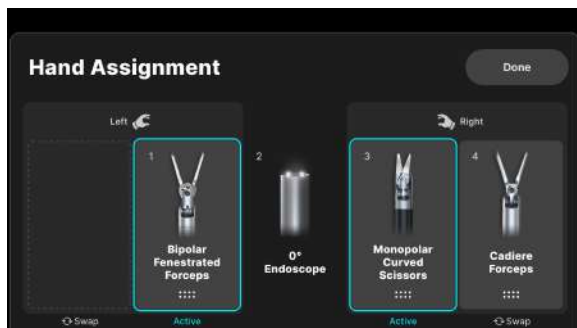 Hand Assignment
Done
Left
Right
1
Bipolar
Fenestrated
Forceps
2
0°
Endoscope
3
Monopolar
Curved
Scissors
4
Cadiere
Forceps
Swap
Active
Active
Swap